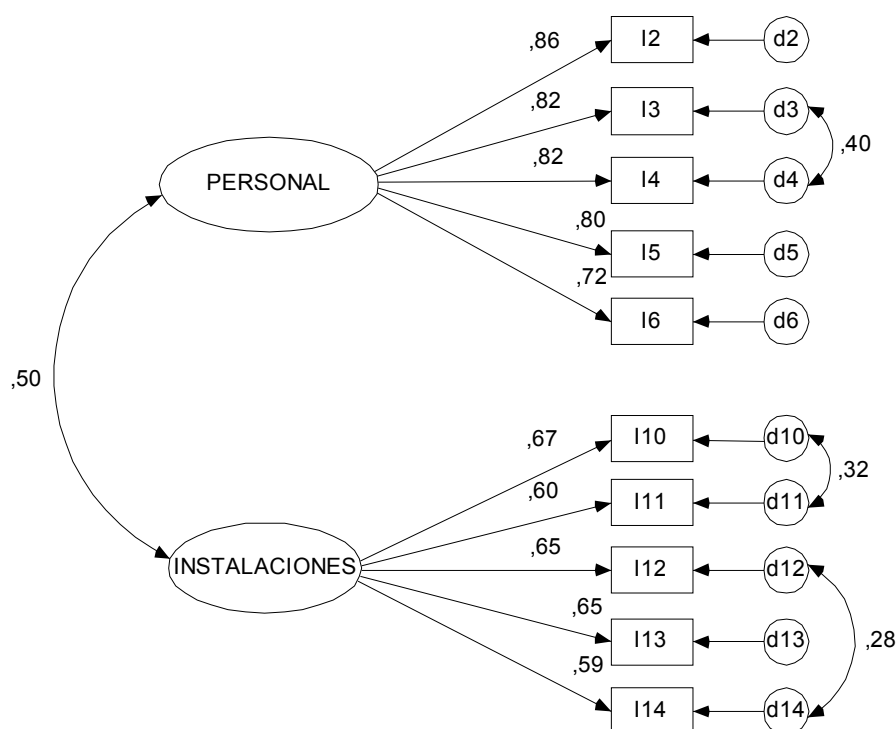 ,86
I2
d2
,82
I3
d3
,40
,82
I4
d4
PERSONAL
,80
I5
d5
,72
I6
d6
,50
,67
I10
d10
,32
,60
I11
d11
,65
I12
d12
INSTALACIONES
,65
I13
d13
,28
,59
I14
d14